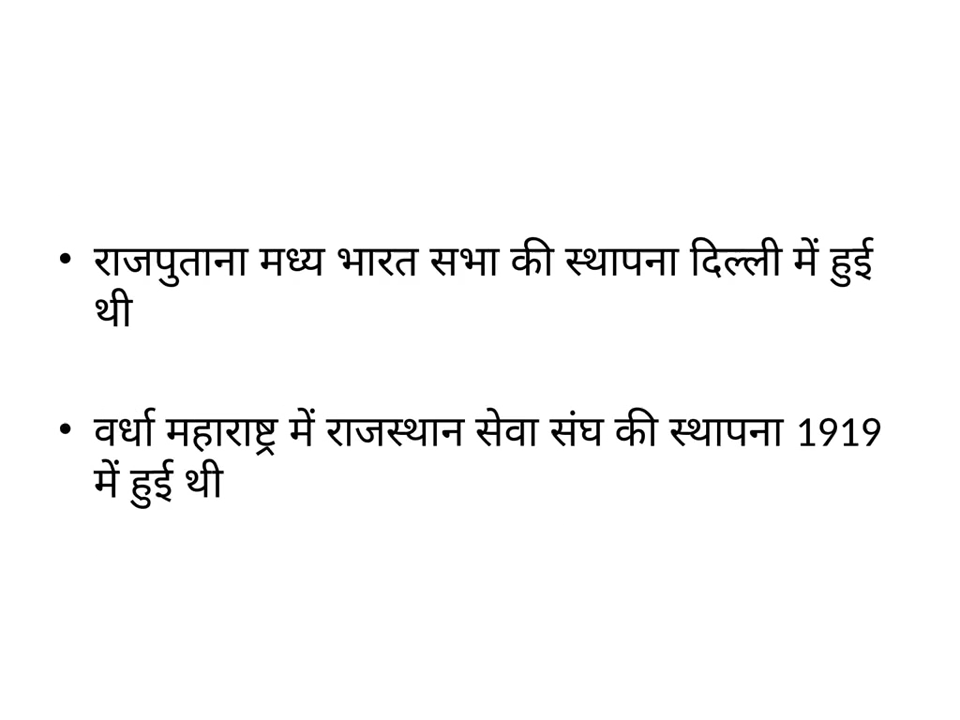 • राजपुताना मध्य भारत सभा की स्थापना दिल्ली में हुई
थी
• वर्धा महाराष्ट्र में राजस्थान सेवा संघ की स्थापना 1919
में हुई थी